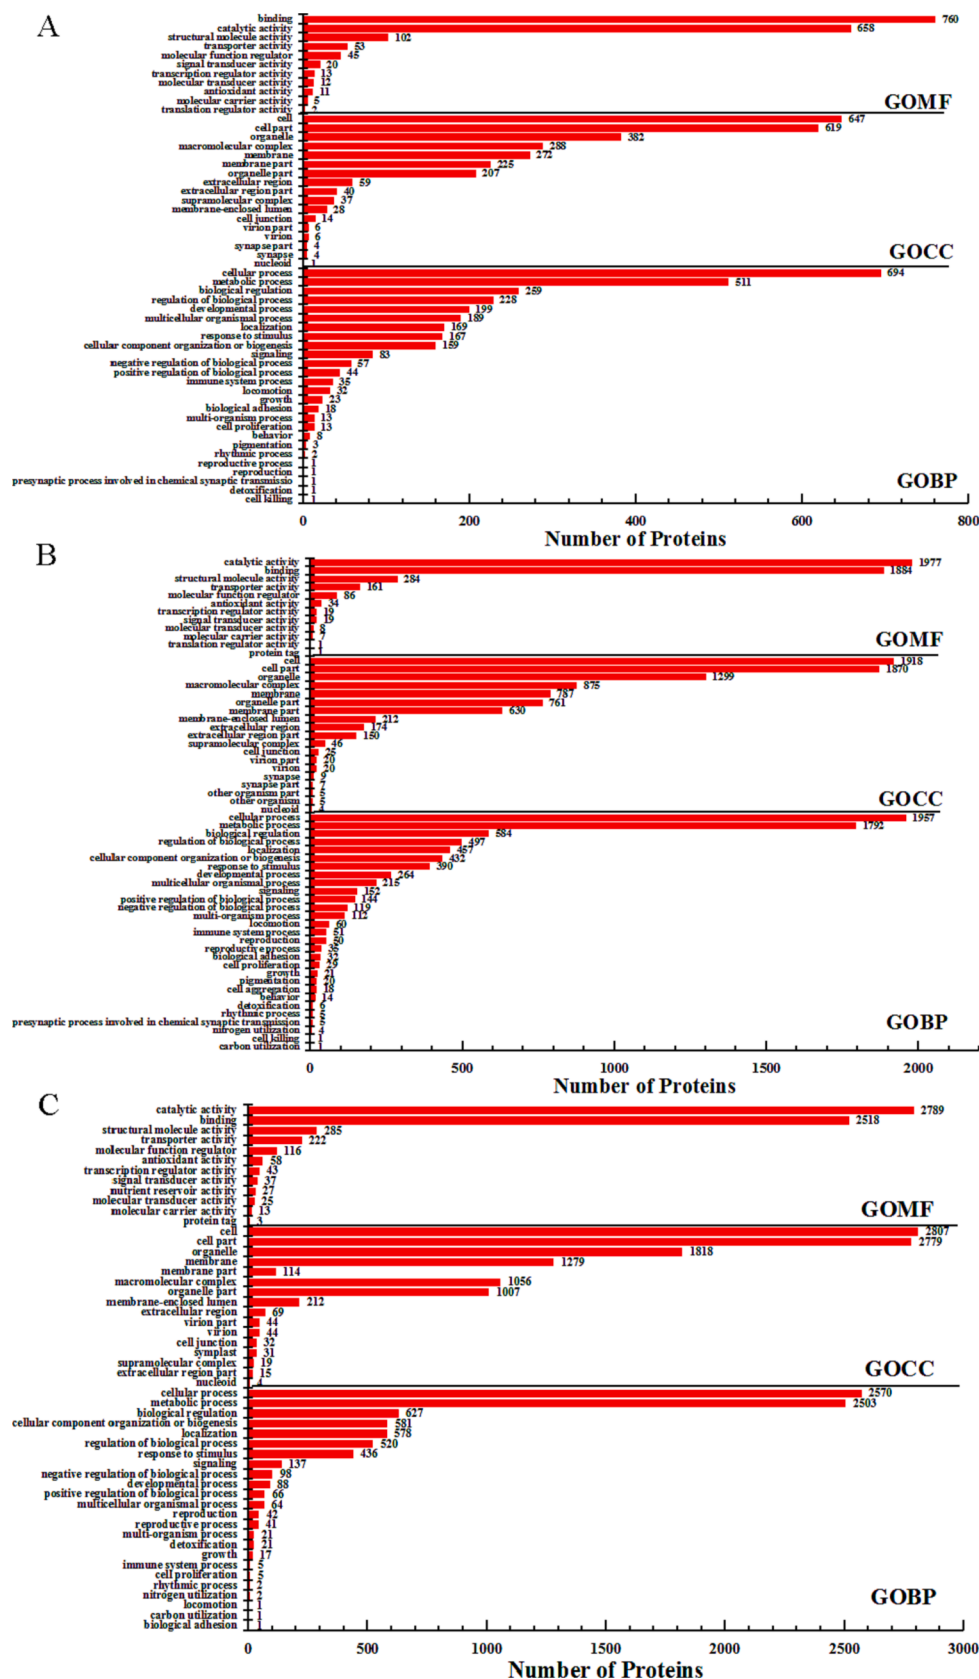 A
binding 760
catalytic activity 658
structural molecule activity 102
transporter activity 53
molecular function regulator 45
signal transducer activity 20
transcription regulator activity 13
molecular transducer activity 12
antioxidant activity 11
molecular carrier activity 5
translation regulator activity 2
GOMF
cell 647
cell part 619
organelle 382
macromolecular complex 288
membrane 272
membrane part 225
organelle part 207
extracellular region 59
extracellular region part 40
supramolecular complex 37
membrane-enclosed lumen 28
cell junction 14
virion part 6
virion 6
synapse part 4
synapse 4
nucleoid 1
GOCC
cellular process 694
metabolic process 511
biological regulation 259
regulation of biological process 228
developmental process 199
multicellular organismal process 189
localization 169
response to stimulus 167
cellular component organization or biogenesis 159
signaling 83
negative regulation of biological process 57
positive regulation of biological process 44
immune system process 35
locomotion 32
growth 23
biological adhesion 18
multi-organism process 13
cell proliferation 13
behavior 8
pigmentation 3
rhythmic process 2
reproductive process 1
reproduction 1
presynaptic process involved in chemical synaptic transmissio 1
detoxification 1
cell killing 1
GOBP
0 200 400 600 800
Number of Proteins
B
catalytic activity 1977
binding 1884
structural molecule activity 284
transporter activity 161
molecular function regulator 86
antioxidant activity 34
transcription regulator activity 19
signal transducer activity 19
molecular transducer activity 8
molecular carrier activity 7
translation regulator activity 1
protein tag 1
GOMF
cell 1918
cell part 1870
organelle 1299
macromolecular complex 875
membrane 787
organelle part 761
membrane part 630
membrane-enclosed lumen 212
extracellular region 174
extracellular region part 150
supramolecular complex 46
cell junction 25
virion part 20
virion 20
synapse 9
synapse part 7
other organism part 5
other organism 5
nucleoid 4
GOCC
cellular process 1957
metabolic process 1792
biological regulation 584
regulation of biological process 497
localization 457
cellular component organization or biogenesis 432
response to stimulus 390
developmental process 264
multicellular organismal process 215
signaling 152
positive regulation of biological process 144
negative regulation of biological process 119
multi-organism process 112
locomotion 60
immune system process 51
reproduction 50
reproductive process 35
biological adhesion 32
cell proliferation 29
growth 21
pigmentation 20
cell aggregation 18
behavior 14
detoxification 6
rhythmic process 5
presynaptic process involved in chemical synaptic transmission 5
nitrogen utilization 4
cell killing 1
carbon utilization 1
GOBP
0 500 1000 1500 2000
Number of Proteins
C
catalytic activity 2789
binding 2518
structural molecule activity 285
transporter activity 222
molecular function regulator 116
antioxidant activity 58
transcription regulator activity 43
signal transducer activity 37
nutrient reservoir activity 27
molecular transducer activity 25
molecular carrier activity 13
protein tag 3
GOMF
cell 2807
cell part 2779
organelle 1818
membrane 1279
membrane part 114
macromolecular complex 1056
organelle part 1007
membrane-enclosed lumen 212
extracellular region 69
virion part 44
virion 44
cell junction 32
symplast 31
supramolecular complex 19
extracellular region part 15
nucleoid 4
GOCC
cellular process 2570
metabolic process 2503
biological regulation 627
cellular component organization or biogenesis 581
localization 578
regulation of biological process 520
response to stimulus 436
signaling 137
negative regulation of biological process 98
developmental process 88
positive regulation of biological process 66
multicellular organismal process 64
reproduction 42
reproductive process 41
multi-organism process 21
detoxification 21
growth 17
immune system process 5
cell proliferation 5
rhythmic process 2
nitrogen utilization 2
locomotion 1
carbon utilization 1
biological adhesion 1
GOBP
0 500 1000 1500 2000 2500 3000
Number of Proteins